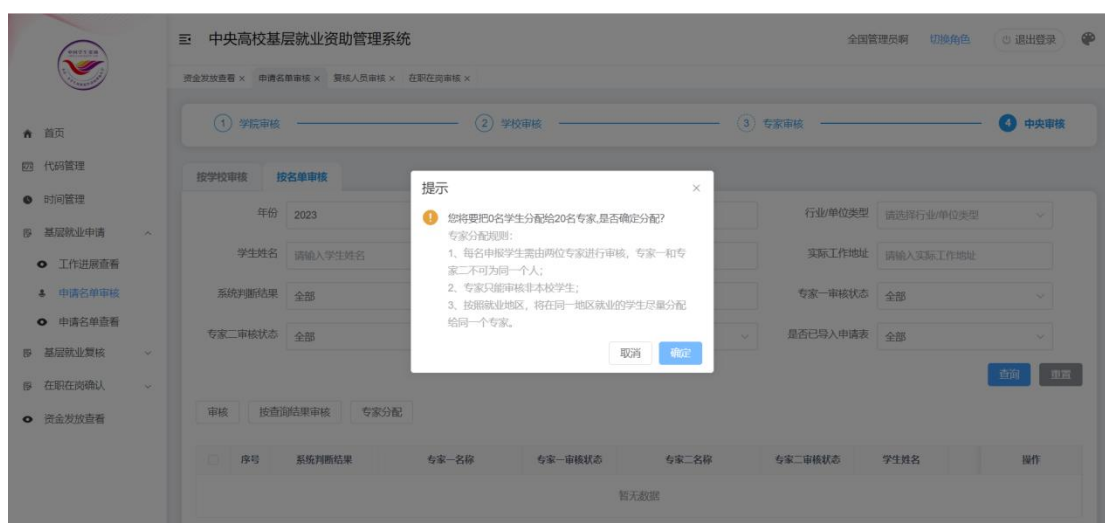 中央高校基层就业资助管理系统
全国管理员啊 切换角色 退出登录
资金发放查看 × 申请名单审核 × 复核人员审核 × 在职在岗审核 ×
首页
代码管理
时间管理
基层就业申请
工作进展查看
申请名单审核
申请名单查看
基层就业复核
在职在岗确认
资金发放查看
1 学院审核 2 学校审核 3 专家审核 4 中央审核
按学校审核 按名单审核
年份 2023 行业/单位类型 请选择行业/单位类型
学生姓名 请输入学生姓名 实际工作地址 请输入实际工作地址
系统判断结果 全部 专家一审核状态 全部
专家二审核状态 全部 是否已导入申请表 全部
提示 ×
您将要把0名学生分配给20名专家,是否确定分配?
专家分配规则:
1、每名申报学生需由两位专家进行审核，专家一和专
家二不可为同一个人;
2、专家只能审核非本校学生;
3、按照就业地区，将在同一地区就业的学生尽量分配
给同一个专家。
取消 确定
查询 重置
审核 按查询结果审核 专家分配
序号 系统判断结果 专家一名称 专家一审核状态 专家二名称 专家二审核状态 学生姓名 操作
暂无数据